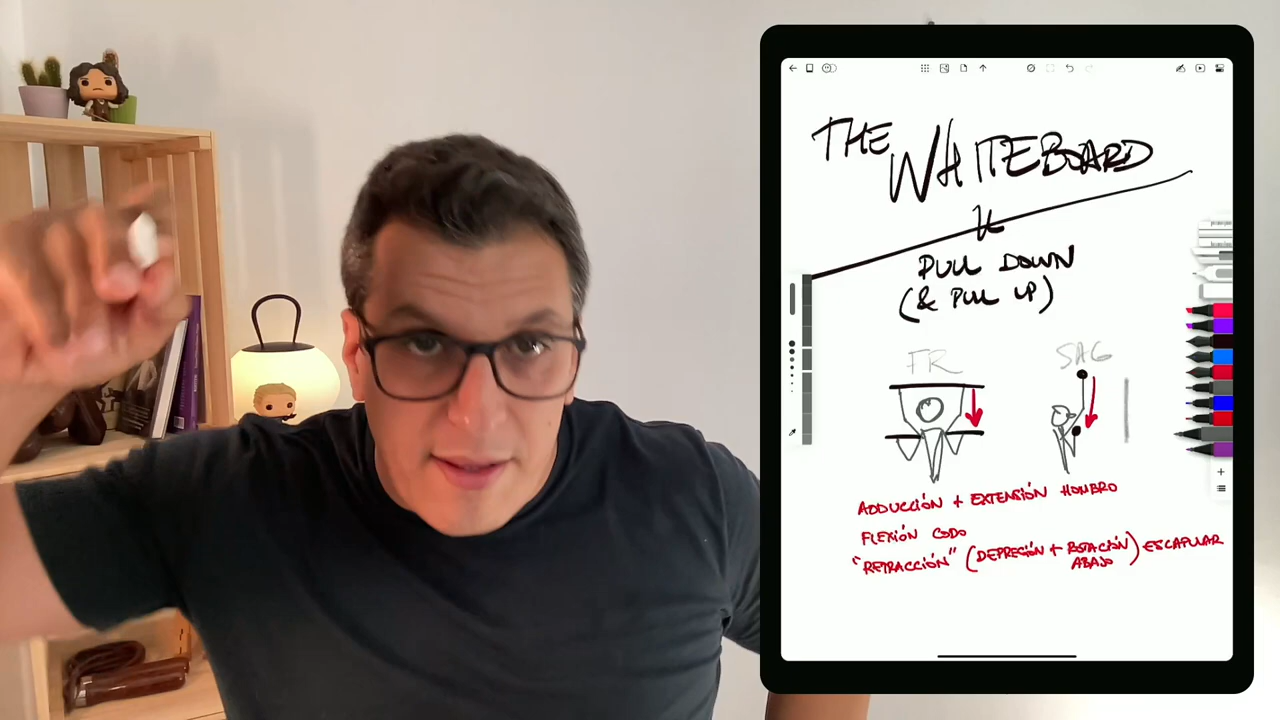 THE
WHITEBOARD
x
PULL DOWN
(& PULL UP)
FR
SAG
ADDUCCIÓN + EXTENSIÓN HOMBRO
FLEXIÓN CODO
"RETRACCIÓN" (DEPRESIÓN + ROTACIÓN) ESCAPULAR
ABAJO